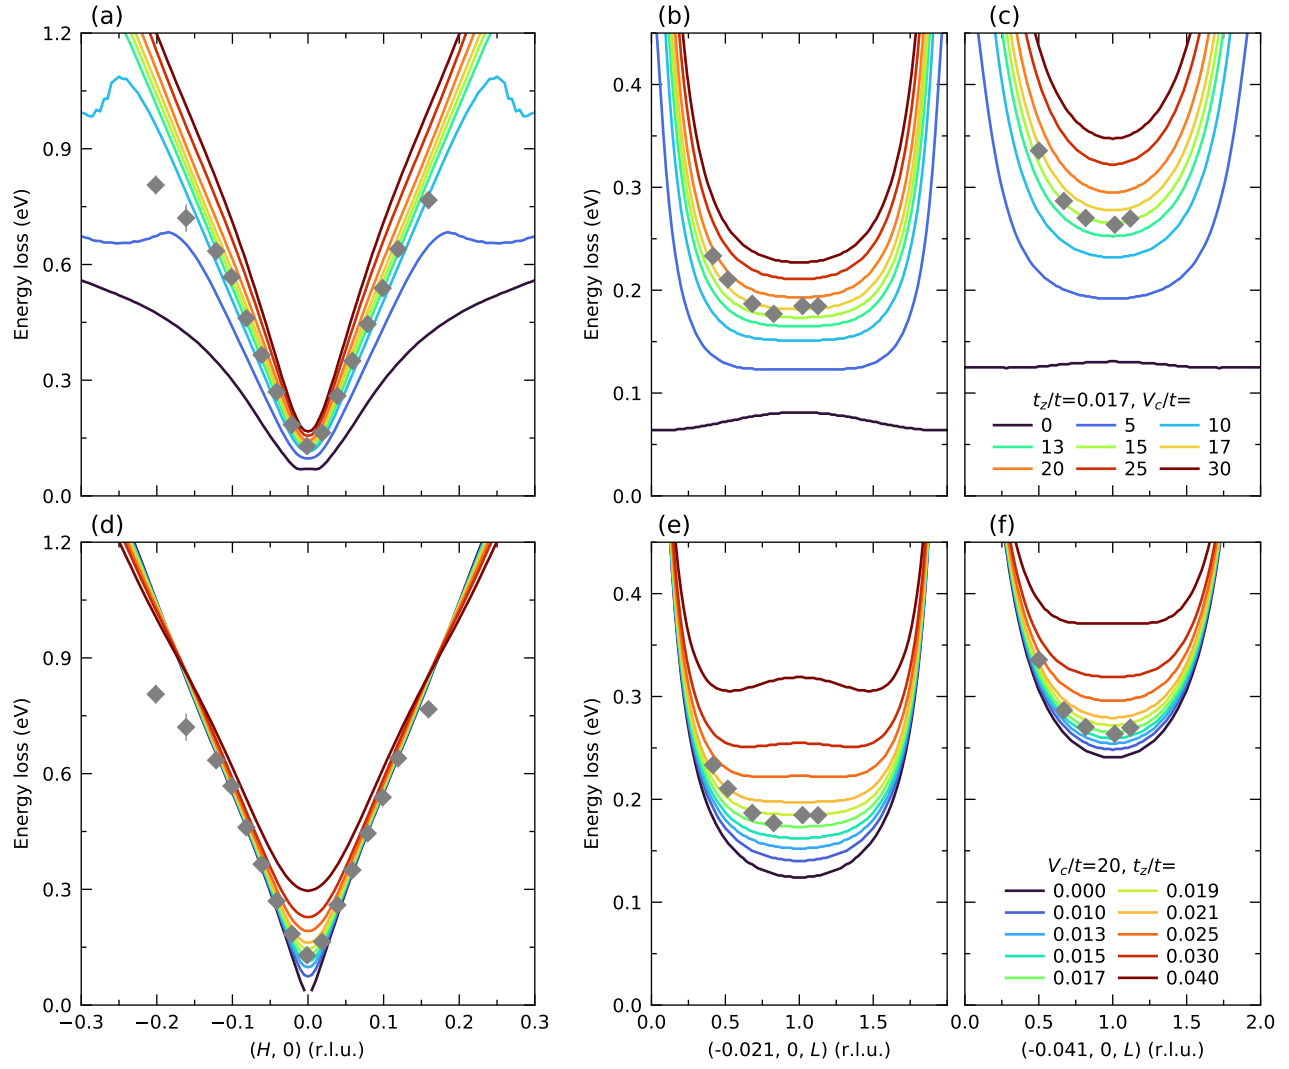 (a)
(b)
(c)
1.2
0.9
0.6
0.3
0.0
Energy loss (eV)
0.4
0.3
0.2
0.1
0.0
Energy loss (eV)
t_z/t=0.017, V_c/t=
0 5 10
13 15 17
20 25 30
(d)
(e)
(f)
1.2
0.9
0.6
0.3
0.0
Energy loss (eV)
−0.3 −0.2 −0.1 0.0 0.1 0.2 0.3
(H, 0) (r.l.u.)
0.4
0.3
0.2
0.1
0.0
Energy loss (eV)
0.0 0.5 1.0 1.5
(-0.021, 0, L) (r.l.u.)
V_c/t=20, t_z/t=
0.000 0.019
0.010 0.021
0.013 0.025
0.015 0.030
0.017 0.040
0.0 0.5 1.0 1.5 2.0
(-0.041, 0, L) (r.l.u.)